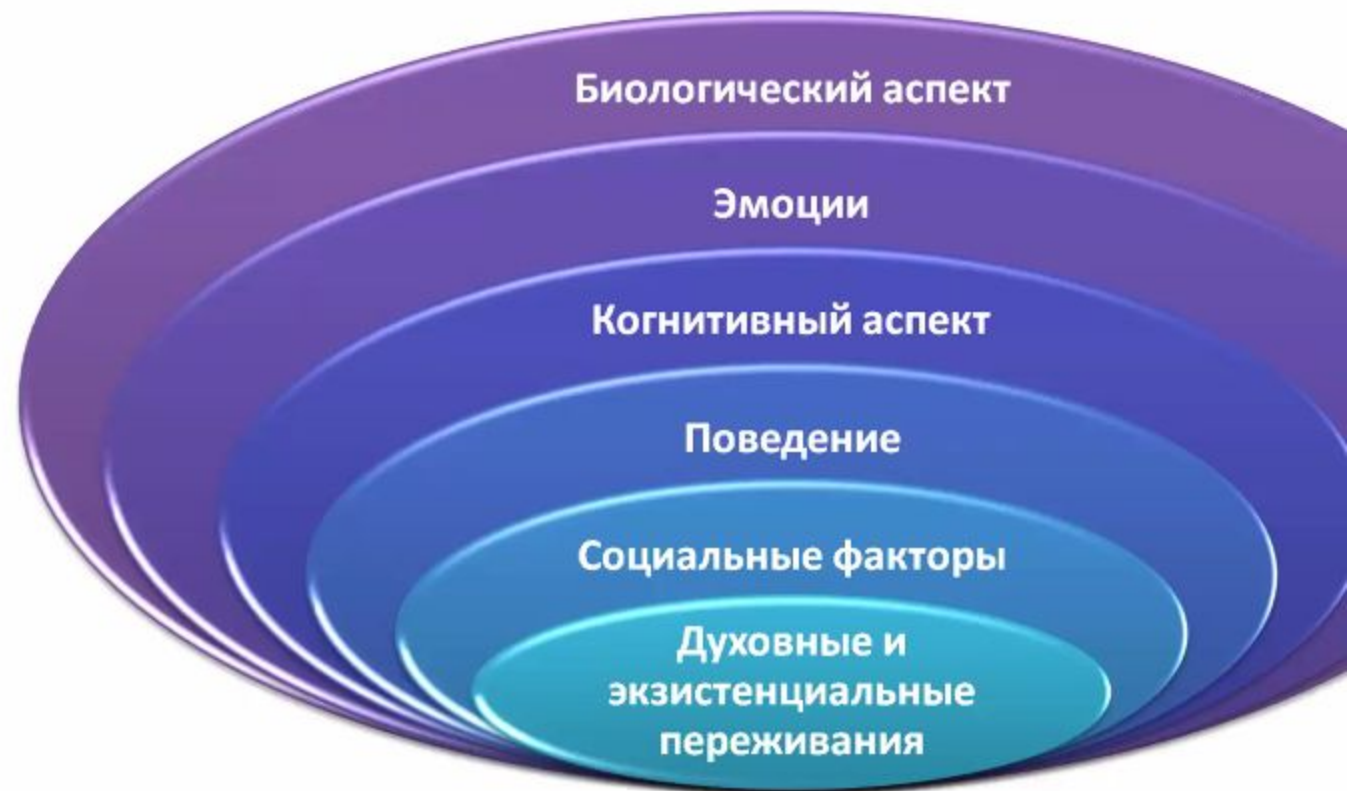 Биологический аспект
Эмоции
Когнитивный аспект
Поведение
Социальные факторы
Духовные и
экзистенциальные
переживания